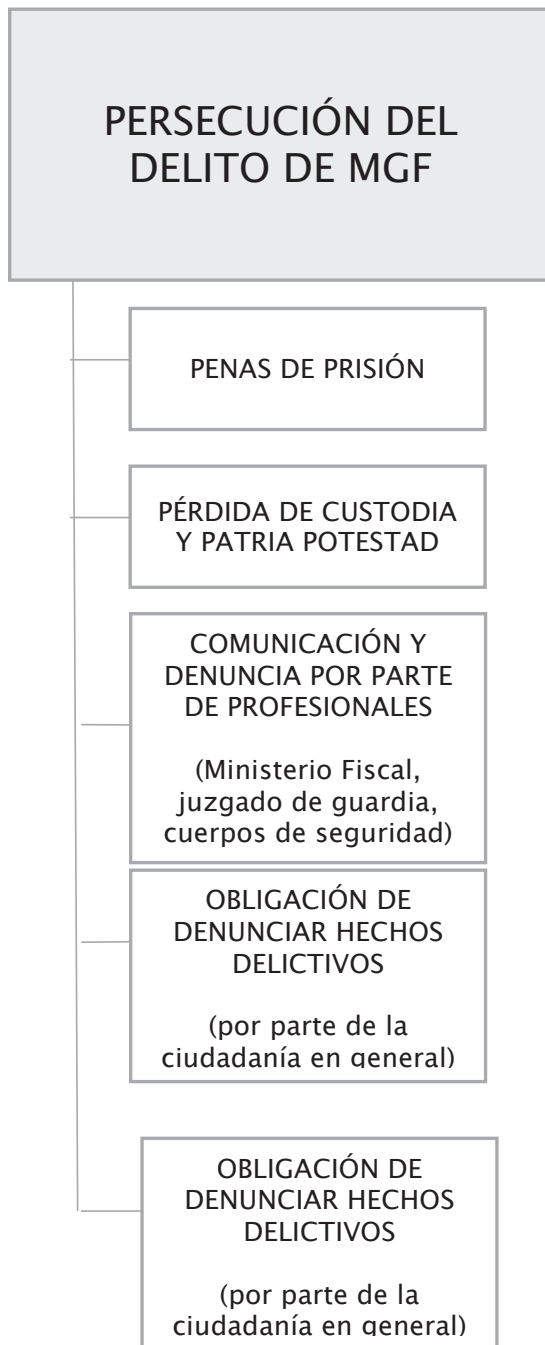 PERSECUCIÓN DEL
DELITO DE MGF
PENAS DE PRISIÓN
PÉRDIDA DE CUSTODIA
Y PATRIA POTESTAD
COMUNICACIÓN Y
DENUNCIA POR PARTE
DE PROFESIONALES
(Ministerio Fiscal,
juzgado de guardia,
cuerpos de seguridad)
OBLIGACIÓN DE
DENUNCIAR HECHOS
DELICTIVOS
(por parte de la
ciudadanía en general)
OBLIGACIÓN DE
DENUNCIAR HECHOS
DELICTIVOS
(por parte de la
ciudadanía en general)